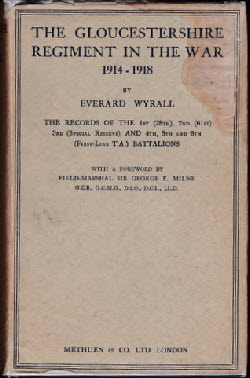 THE GLOUCESTERSHIRE
REGIMENT IN THE WAR
1914-1918
BY
EVERARD WYRALL
THE RECORDS OF THE 1ST (28TH), 2ND (61ST)
3RD (SPECIAL RESERVE) AND 4TH, 5TH AND 6TH
(FIRST-LINE T.A.) BATTALIONS
WITH A FOREWORD BY
FIELD-MARSHAL SIR GEORGE F. MILNE
G.C.B., G.C.M.G., D.S.O., D.C.L., LL.D.
METHUEN & CO. LTD. LONDON